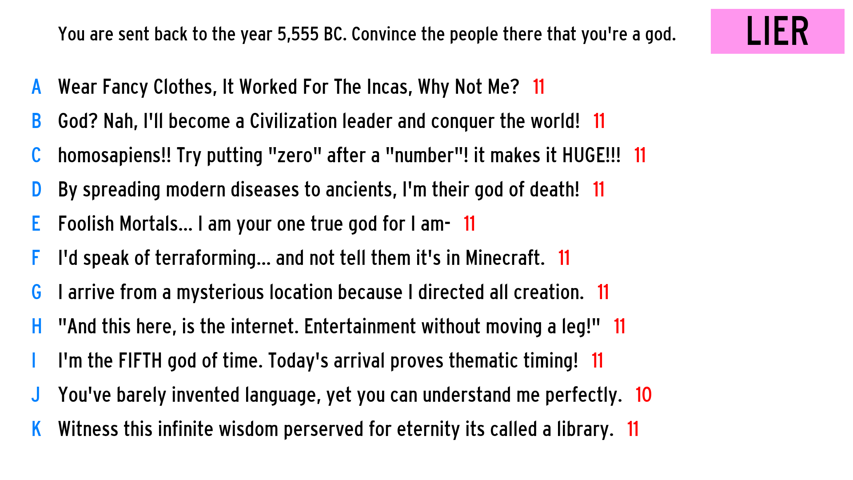 You are sent back to the year 5,555 BC. Convince the people there that you're a god.
LIER
A Wear Fancy Clothes, It Worked For The Incas, Why Not Me? 11
B God? Nah, I'll become a Civilization leader and conquer the world! 11
C homosapiens!! Try putting "zero" after a "number"! it makes it HUGE!!! 11
D By spreading modern diseases to ancients, I'm their god of death! 11
E Foolish Mortals... I am your one true god for I am- 11
F I'd speak of terraforming... and not tell them it's in Minecraft. 11
G I arrive from a mysterious location because I directed all creation. 11
H "And this here, is the internet. Entertainment without moving a leg!" 11
I I'm the FIFTH god of time. Today's arrival proves thematic timing! 11
J You've barely invented language, yet you can understand me perfectly. 10
K Witness this infinite wisdom perserved for eternity its called a library. 11